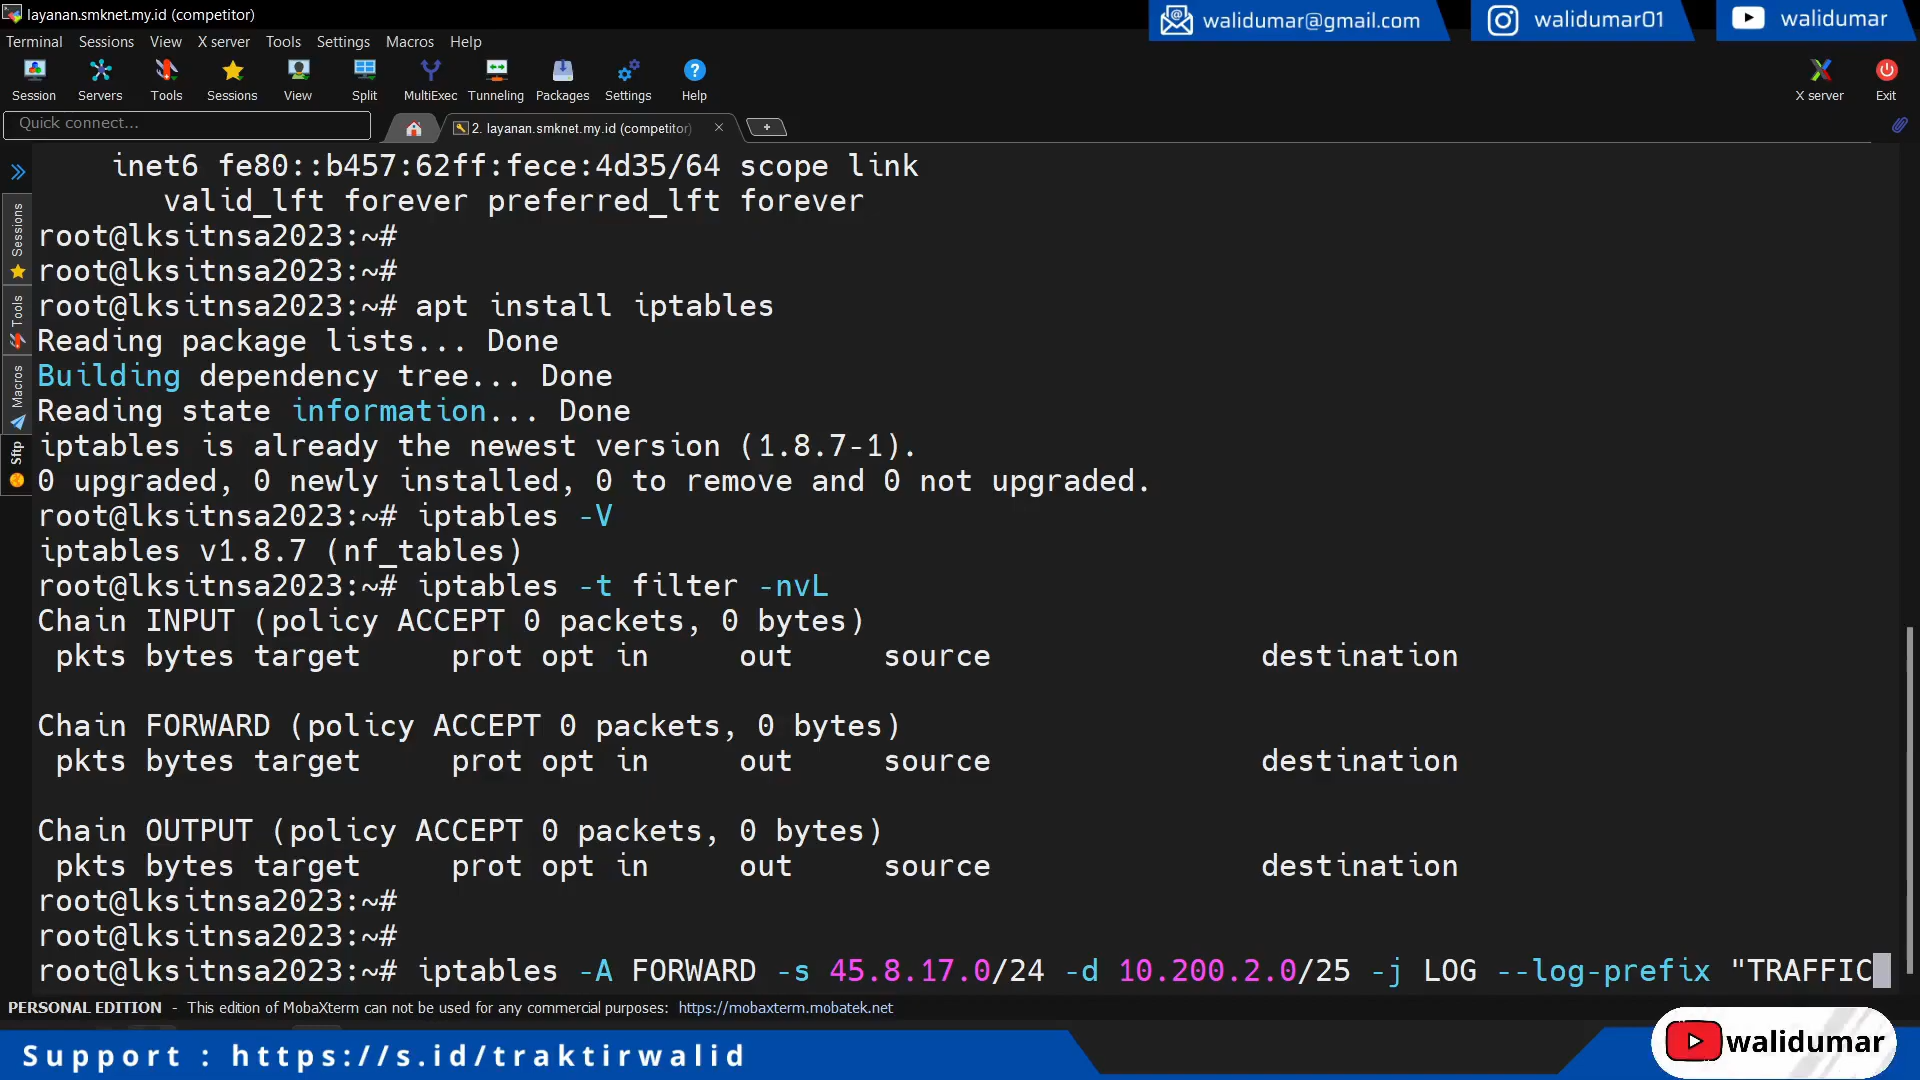 layanan.smknet.my.id (competitor)
walidumar@gmail.com
walidumar01
walidumar
Terminal Sessions View X server Tools Settings Macros Help
Session Servers Tools Sessions View Split MultiExec Tunneling Packages Settings Help X server Exit
Quick connect...
2. layanan.smknet.my.id (competitor)
Sessions
Tools
Macros
Sftp
inet6 fe80::b457:62ff:fece:4d35/64 scope link
valid_lft forever preferred_lft forever
root@lksitnsa2023:~#
root@lksitnsa2023:~#
root@lksitnsa2023:~# apt install iptables
Reading package lists... Done
Building dependency tree... Done
Reading state information... Done
iptables is already the newest version (1.8.7-1).
0 upgraded, 0 newly installed, 0 to remove and 0 not upgraded.
root@lksitnsa2023:~# iptables -V
iptables v1.8.7 (nf_tables)
root@lksitnsa2023:~# iptables -t filter -nvL
Chain INPUT (policy ACCEPT 0 packets, 0 bytes)
pkts bytes target prot opt in out source destination
Chain FORWARD (policy ACCEPT 0 packets, 0 bytes)
pkts bytes target prot opt in out source destination
Chain OUTPUT (policy ACCEPT 0 packets, 0 bytes)
pkts bytes target prot opt in out source destination
root@lksitnsa2023:~#
root@lksitnsa2023:~#
root@lksitnsa2023:~# iptables -A FORWARD -s 45.8.17.0/24 -d 10.200.2.0/25 -j LOG --log-prefix "TRAFFIC
PERSONAL EDITION - This edition of MobaXterm can not be used for any commercial purposes: https://mobaxterm.mobatek.net
Support : https://s.id/traktirwalid
walidumar